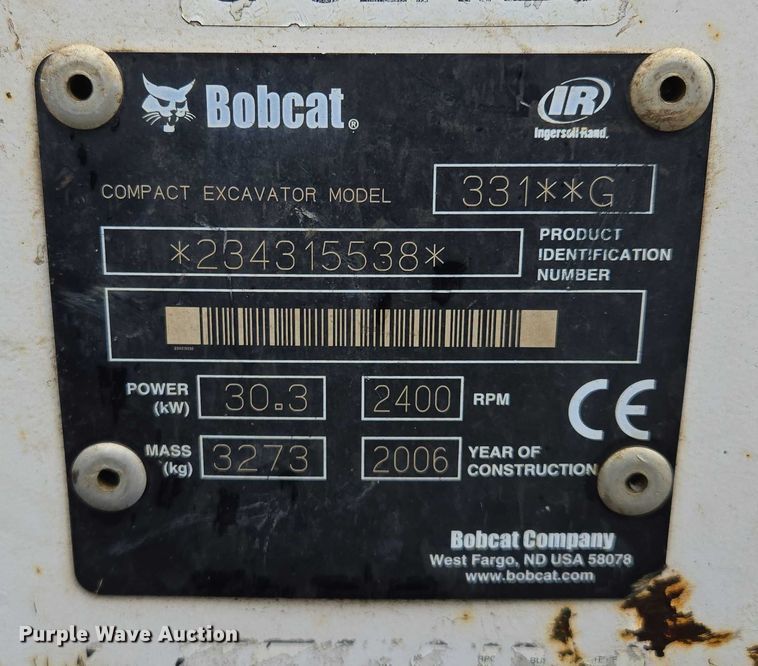 Bobcat®
IR
Ingersoll-Rand®
COMPACT EXCAVATOR MODEL 331**G
*234315538* PRODUCT
IDENTIFICATION
NUMBER
POWER (kW) 30.3 2400 RPM
MASS (kg) 3273 2006 YEAR OF CONSTRUCTION
CE
Bobcat Company
West Fargo, ND USA 58078
www.bobcat.com
Purple Wave Auction